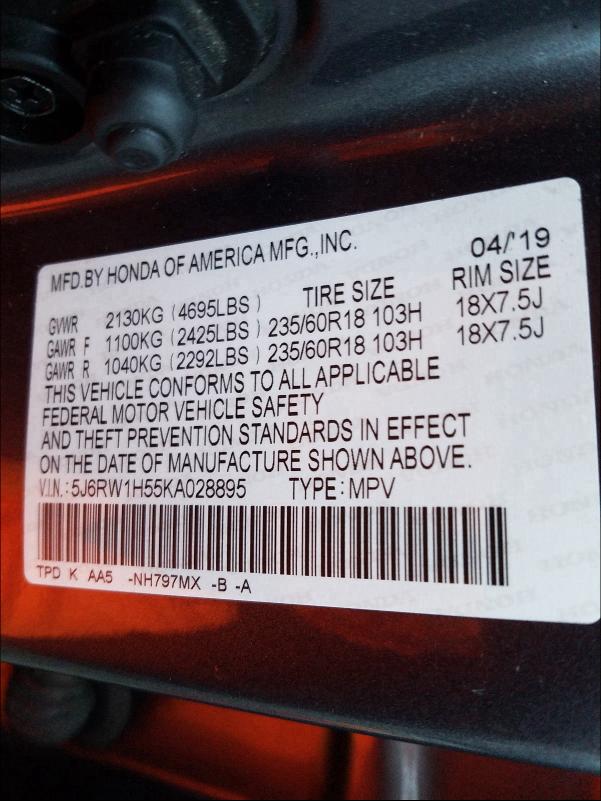 MFD.BY HONDA OF AMERICA MFG.,INC. 04/'19
TIRE SIZE RIM SIZE
GVWR 2130KG (4695LBS)
GAWR F 1100KG (2425LBS) 235/60R18 103H 18X7.5J
GAWR R 1040KG (2292LBS) 235/60R18 103H 18X7.5J
THIS VEHICLE CONFORMS TO ALL APPLICABLE
FEDERAL MOTOR VEHICLE SAFETY
AND THEFT PREVENTION STANDARDS IN EFFECT
ON THE DATE OF MANUFACTURE SHOWN ABOVE.
V.I.N.: 5J6RW1H55KA028895 TYPE: MPV
TPD K AA5 -NH797MX -B -A